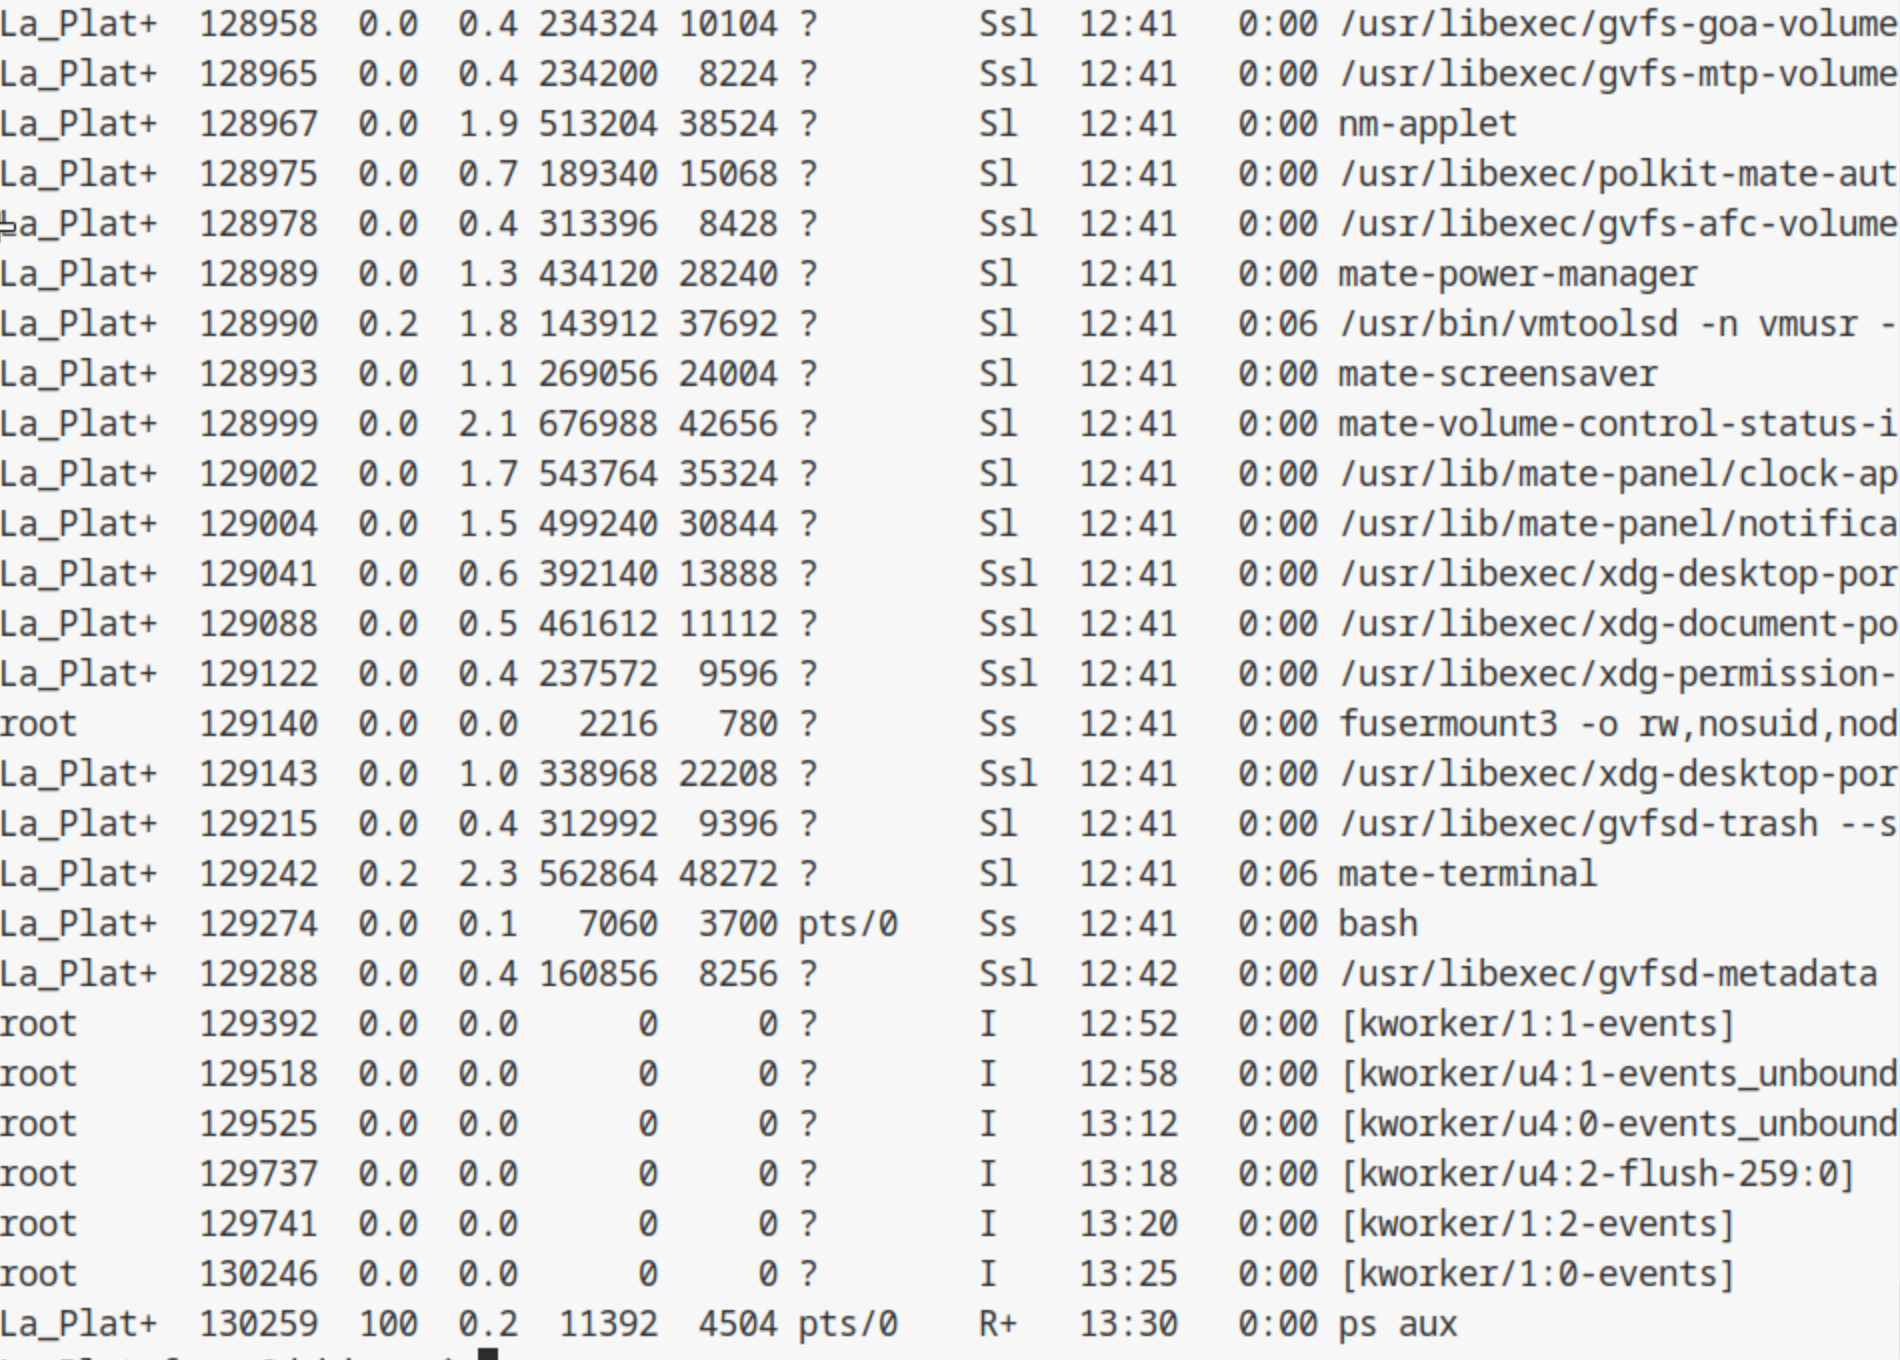 La_Plat+  128958  0.0  0.4 234324 10104 ?        Ssl  12:41   0:00 /usr/libexec/gvfs-goa-volume
La_Plat+  128965  0.0  0.4 234200  8224 ?        Ssl  12:41   0:00 /usr/libexec/gvfs-mtp-volume
La_Plat+  128967  0.0  1.9 513204 38524 ?        Sl   12:41   0:00 nm-applet
La_Plat+  128975  0.0  0.7 189340 15068 ?        Sl   12:41   0:00 /usr/libexec/polkit-mate-aut
La_Plat+  128978  0.0  0.4 313396  8428 ?        Ssl  12:41   0:00 /usr/libexec/gvfs-afc-volume
La_Plat+  128989  0.0  1.3 434120 28240 ?        Sl   12:41   0:00 mate-power-manager
La_Plat+  128990  0.2  1.8 143912 37692 ?        Sl   12:41   0:06 /usr/bin/vmtoolsd -n vmusr -
La_Plat+  128993  0.0  1.1 269056 24004 ?        Sl   12:41   0:00 mate-screensaver
La_Plat+  128999  0.0  2.1 676988 42656 ?        Sl   12:41   0:00 mate-volume-control-status-i
La_Plat+  129002  0.0  1.7 543764 35324 ?        Sl   12:41   0:00 /usr/lib/mate-panel/clock-ap
La_Plat+  129004  0.0  1.5 499240 30844 ?        Sl   12:41   0:00 /usr/lib/mate-panel/notifica
La_Plat+  129041  0.0  0.6 392140 13888 ?        Ssl  12:41   0:00 /usr/libexec/xdg-desktop-por
La_Plat+  129088  0.0  0.5 461612 11112 ?        Ssl  12:41   0:00 /usr/libexec/xdg-document-po
La_Plat+  129122  0.0  0.4 237572  9596 ?        Ssl  12:41   0:00 /usr/libexec/xdg-permission-
root      129140  0.0  0.0   2216   780 ?        Ss   12:41   0:00 fusermount3 -o rw,nosuid,nod
La_Plat+  129143  0.0  1.0 338968 22208 ?        Ssl  12:41   0:00 /usr/libexec/xdg-desktop-por
La_Plat+  129215  0.0  0.4 312992  9396 ?        Sl   12:41   0:00 /usr/libexec/gvfsd-trash --s
La_Plat+  129242  0.2  2.3 562864 48272 ?        Sl   12:41   0:06 mate-terminal
La_Plat+  129274  0.0  0.1   7060  3700 pts/0    Ss   12:41   0:00 bash
La_Plat+  129288  0.0  0.4 160856  8256 ?        Ssl  12:42   0:00 /usr/libexec/gvfsd-metadata
root      129392  0.0  0.0      0     0 ?        I    12:52   0:00 [kworker/1:1-events]
root      129518  0.0  0.0      0     0 ?        I    12:58   0:00 [kworker/u4:1-events_unbound
root      129525  0.0  0.0      0     0 ?        I    13:12   0:00 [kworker/u4:0-events_unbound
root      129737  0.0  0.0      0     0 ?        I    13:18   0:00 [kworker/u4:2-flush-259:0]
root      129741  0.0  0.0      0     0 ?        I    13:20   0:00 [kworker/1:2-events]
root      130246  0.0  0.0      0     0 ?        I    13:25   0:00 [kworker/1:0-events]
La_Plat+  130259  100  0.2  11392  4504 pts/0    R+   13:30   0:00 ps aux